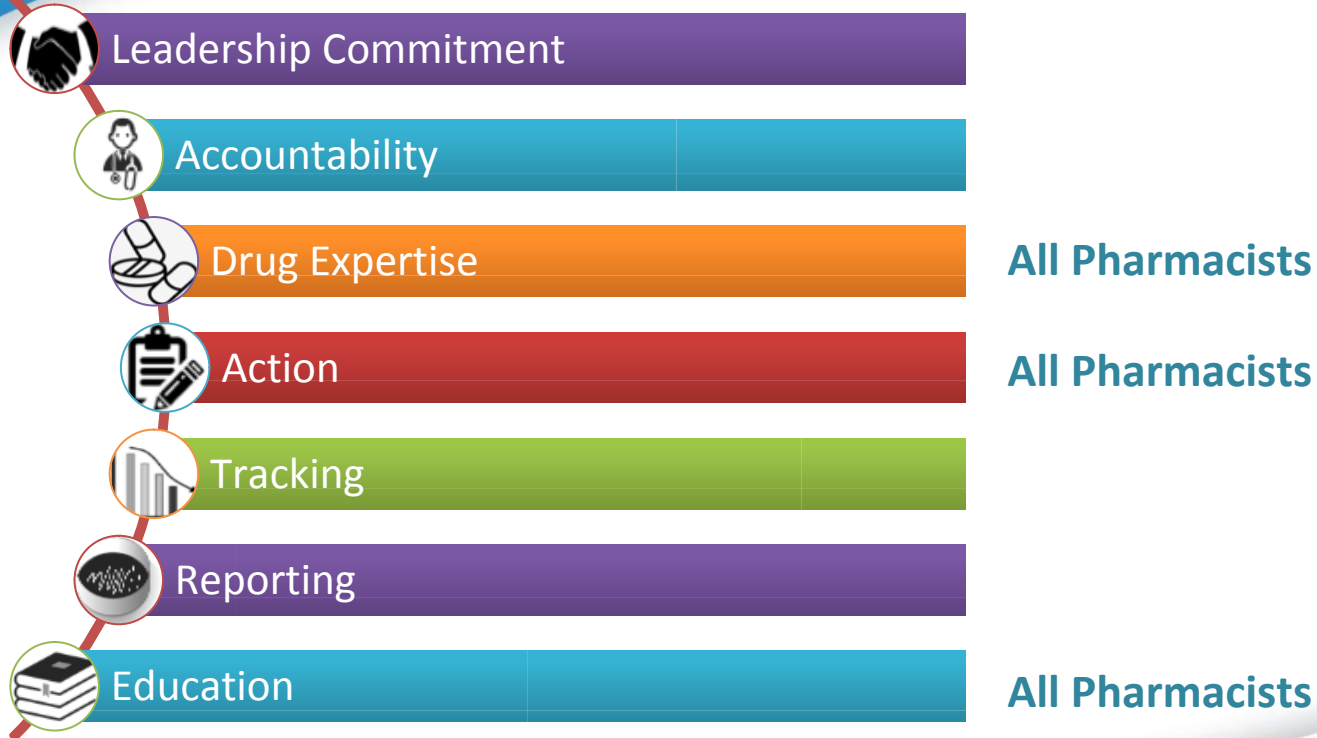 Leadership Commitment
Accountability
Drug Expertise All Pharmacists
Action All Pharmacists
Tracking
Reporting
Education All Pharmacists